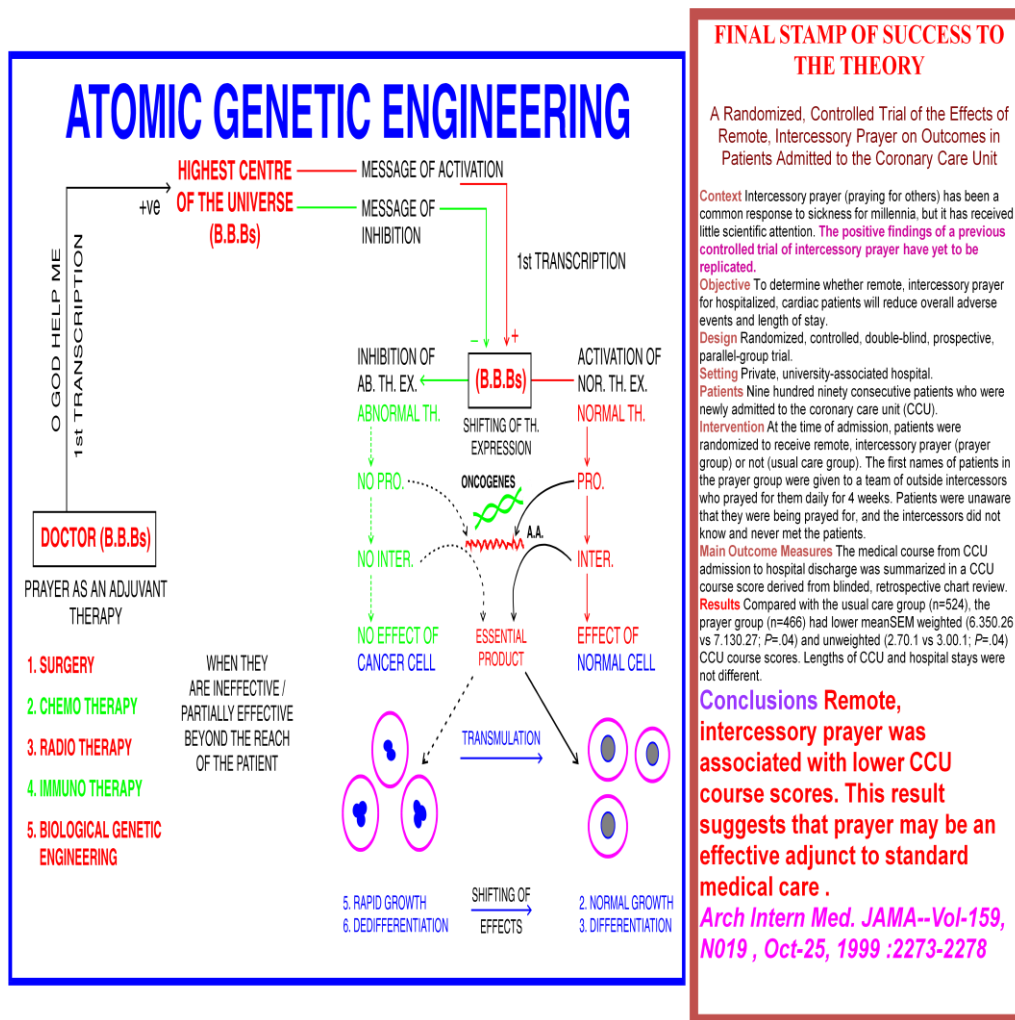 ATOMIC GENETIC ENGINEERING
HIGHEST CENTRE
OF THE UNIVERSE
(B.B.Bs)
+ve
MESSAGE OF ACTIVATION
MESSAGE OF
INHIBITION
1st TRANSCRIPTION
O GOD HELP ME
1st TRANSCRIPTION
– +
INHIBITION OF
AB. TH. EX.
(B.B.Bs)
ACTIVATION OF
NOR. TH. EX.
ABNORMAL TH.
SHIFTING OF TH.
EXPRESSION
NORMAL TH.
NO PRO.
ONCOGENES
PRO.
A.A.
NO INTER.
INTER.
DOCTOR (B.B.Bs)
PRAYER AS AN ADJUVANT
THERAPY
NO EFFECT OF
CANCER CELL
ESSENTIAL
PRODUCT
EFFECT OF
NORMAL CELL
1. SURGERY
2. CHEMO THERAPY
3. RADIO THERAPY
4. IMMUNO THERAPY
5. BIOLOGICAL GENETIC
ENGINEERING
WHEN THEY
ARE INEFFECTIVE /
PARTIALLY EFFECTIVE
BEYOND THE REACH
OF THE PATIENT
TRANSMULATION
5. RAPID GROWTH
6. DEDIFFERENTIATION
SHIFTING OF
EFFECTS
2. NORMAL GROWTH
3. DIFFERENTIATION
FINAL STAMP OF SUCCESS TO
THE THEORY
A Randomized, Controlled Trial of the Effects of
Remote, Intercessory Prayer on Outcomes in
Patients Admitted to the Coronary Care Unit
Context Intercessory prayer (praying for others) has been a
common response to sickness for millennia, but it has received
little scientific attention. The positive findings of a previous
controlled trial of intercessory prayer have yet to be
replicated.
Objective To determine whether remote, intercessory prayer
for hospitalized, cardiac patients will reduce overall adverse
events and length of stay.
Design Randomized, controlled, double-blind, prospective,
parallel-group trial.
Setting Private, university-associated hospital.
Patients Nine hundred ninety consecutive patients who were
newly admitted to the coronary care unit (CCU).
Intervention At the time of admission, patients were
randomized to receive remote, intercessory prayer (prayer
group) or not (usual care group). The first names of patients in
the prayer group were given to a team of outside intercessors
who prayed for them daily for 4 weeks. Patients were unaware
that they were being prayed for, and the intercessors did not
know and never met the patients.
Main Outcome Measures The medical course from CCU
admission to hospital discharge was summarized in a CCU
course score derived from blinded, retrospective chart review.
Results Compared with the usual care group (n=524), the
prayer group (n=466) had lower meanSEM weighted (6.350.26
vs 7.130.27; P=.04) and unweighted (2.70.1 vs 3.00.1; P=.04)
CCU course scores. Lengths of CCU and hospital stays were
not different.
Conclusions Remote,
intercessory prayer was
associated with lower CCU
course scores. This result
suggests that prayer may be an
effective adjunct to standard
medical care .
Arch Intern Med. JAMA--Vol-159,
N019 , Oct-25, 1999 :2273-2278